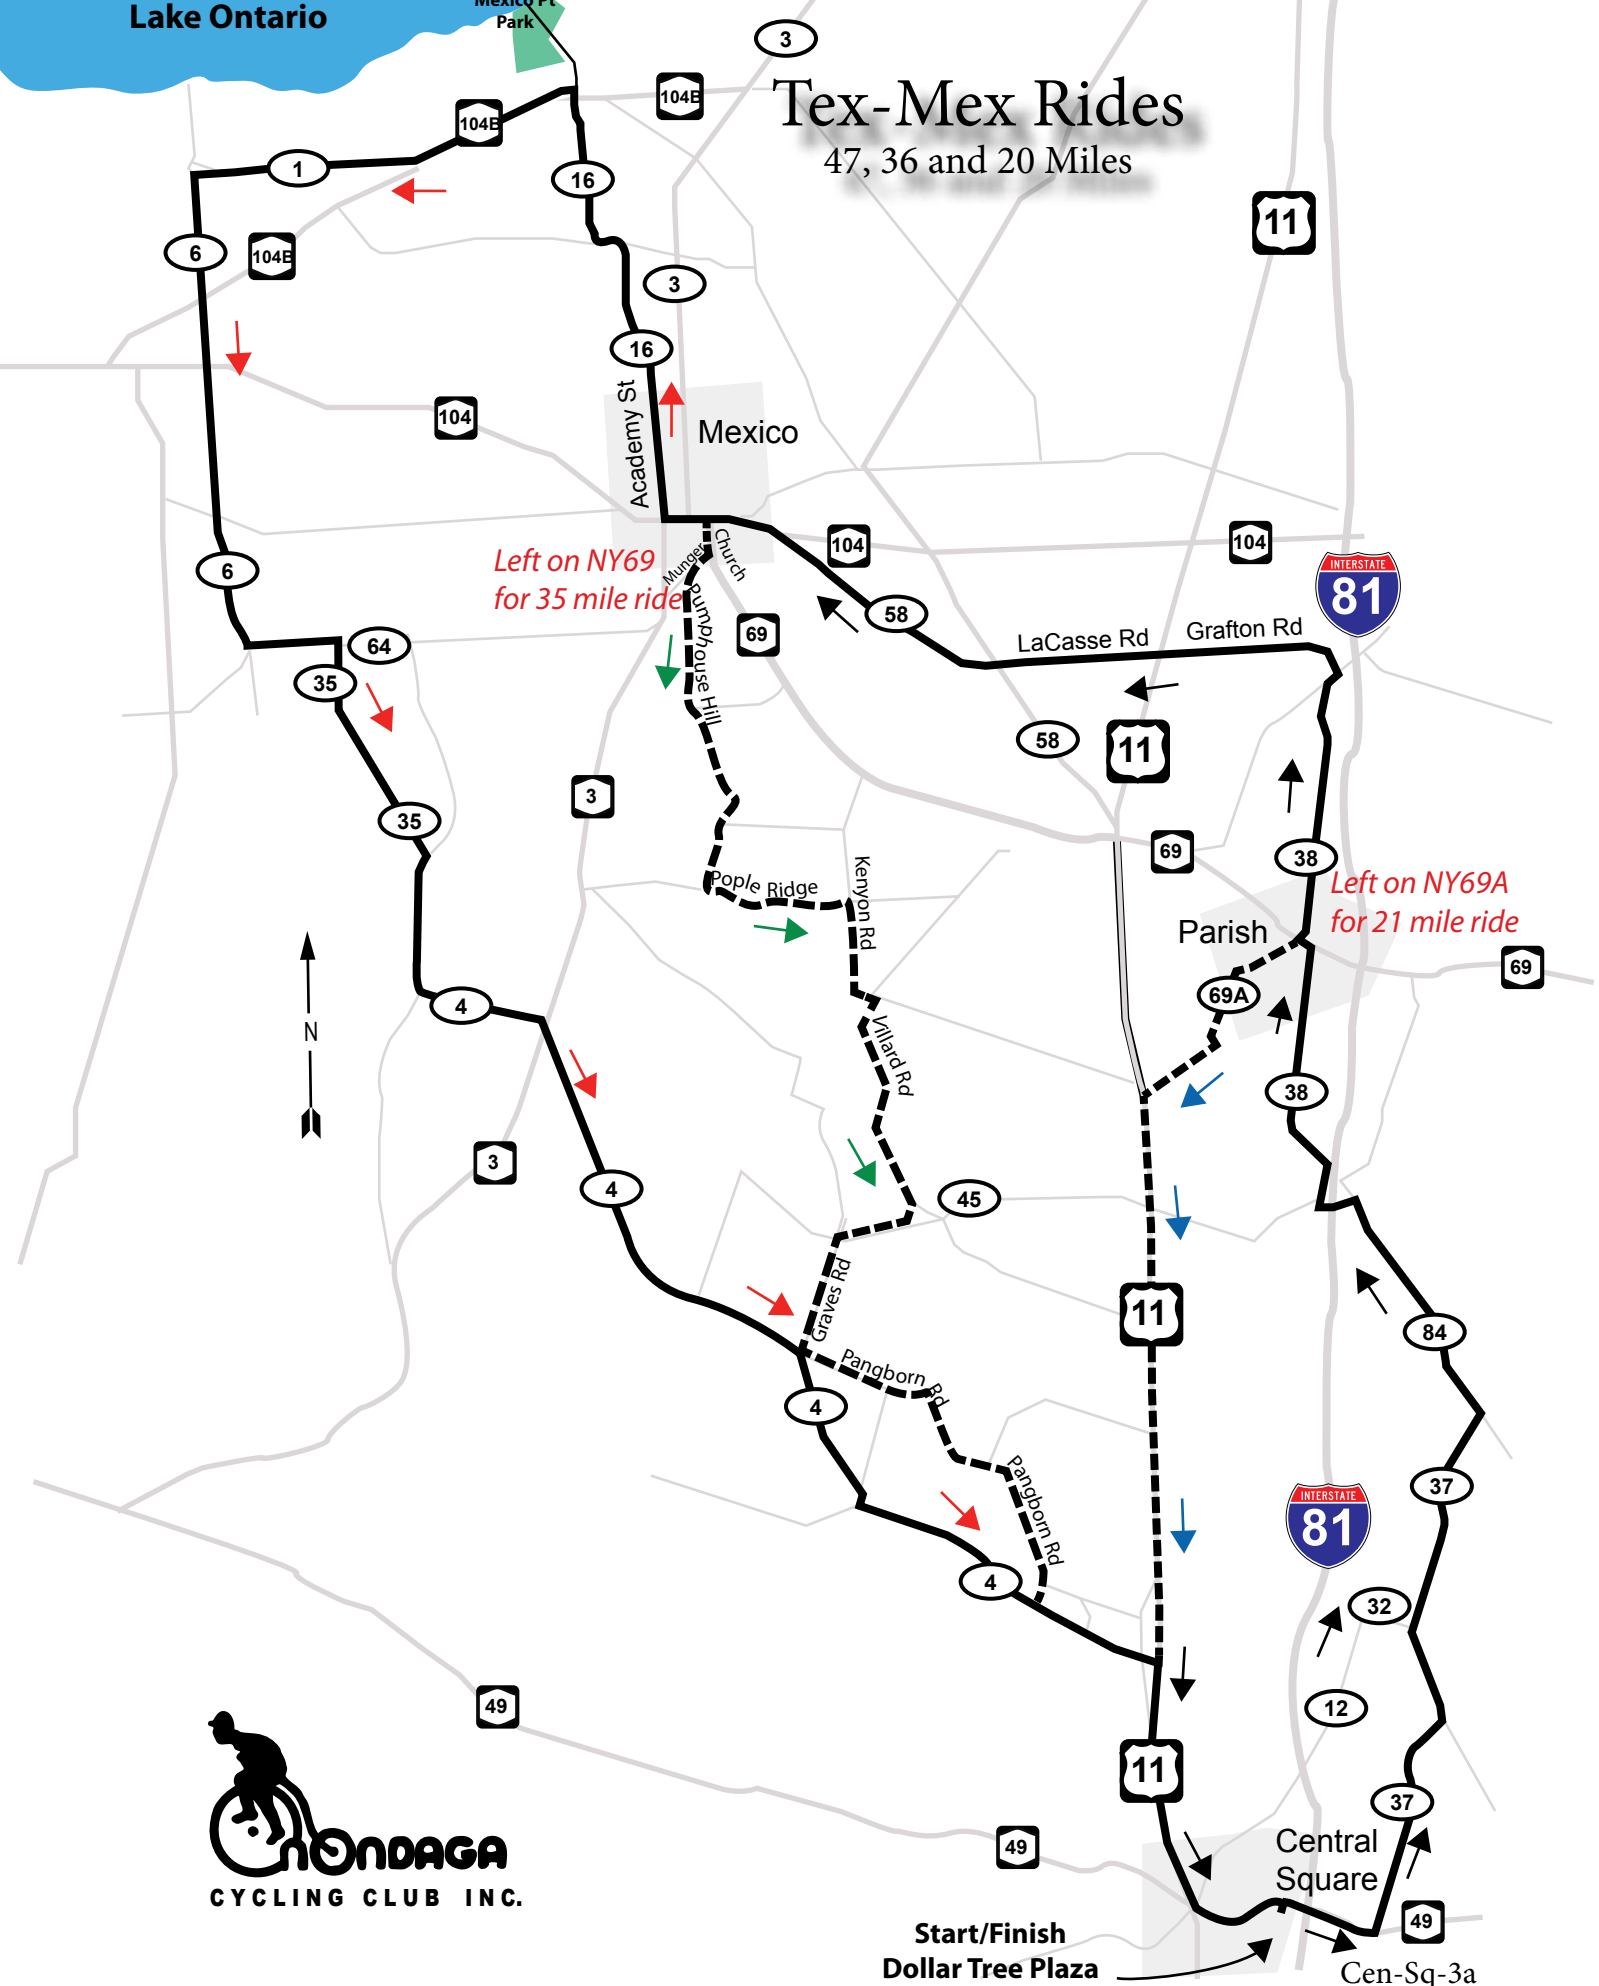 Lake Ontario
Mexico Pt
Park
3
104B
104B
Tex-Mex Rides
47, 36 and 20 Miles
1
16
11
6
104B
3
16
Academy St
104
Mexico
Left on NY69
for 35 mile ride
Munger
Church
104
104
INTERSTATE
81
6
58
69
LaCasse Rd
Grafton Rd
64
35
Pumphouse Hill
58
11
3
35
69
38
Left on NY69A
for 21 mile ride
Pople Ridge
Kenyon Rd
Parish
69
69A
4
N
Villard Rd
38
3
4
45
Graves Rd
11
84
Pangborn Rd
4
37
Pangborn Rd
INTERSTATE
81
4
32
12
49
11
37
Central
Square
49
49
OnOnDAGA
CYCLING CLUB INC.
Start/Finish
Dollar Tree Plaza
Cen-Sq-3a